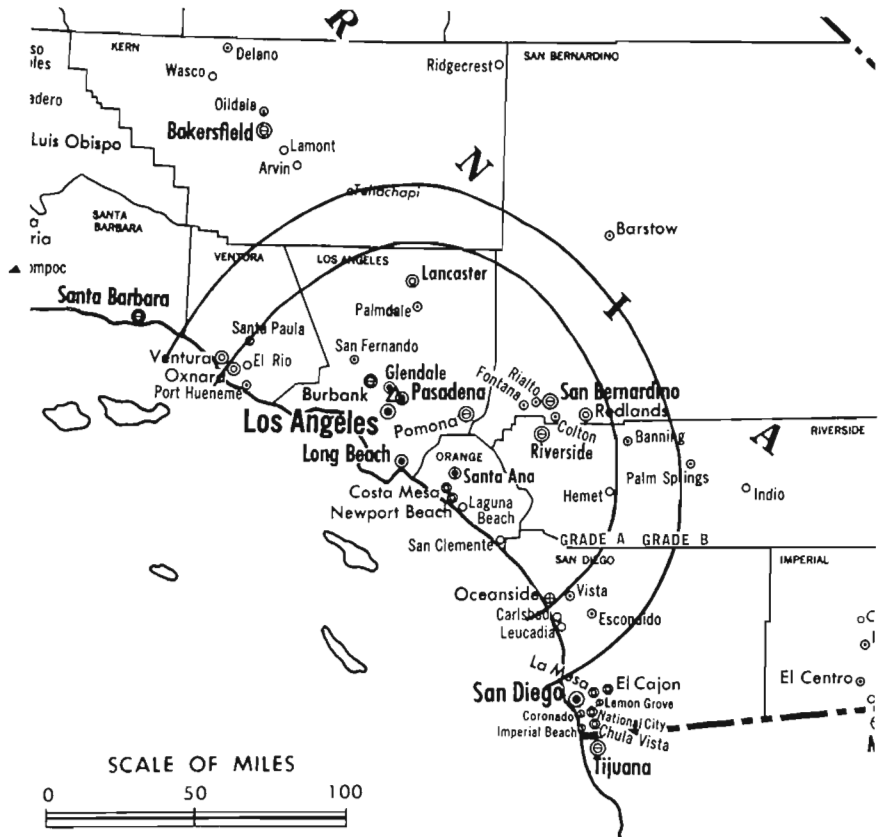 R
KERN
Delano
Wasco
Ridgecrest
SAN BERNARDINO
so
les
Oildale
adero
Bakersfield
Luis Obispo
Lamont
Arvin
N
Tehachapi
SANTA
BARBARA
a
ria
Barstow
VENTURA
LOS ANGELES
ompoc
Lancaster
I
Santa Barbara
Palmdale
Santa Paula
San Fernando
Ventura
El Rio
Oxnard
Port Hueneme
Glendale
Burbank
Pasadena
Rialto
Fontana
San Bernardino
Redlands
Los Angeles
Pomona
Colton
RIVERSIDE
Riverside
Banning
A
Long Beach
ORANGE
Santa Ana
Palm Springs
Costa Mesa
Hemet
Indio
Newport Beach
Laguna
Beach
San Clemente
GRADE A GRADE B
SAN DIEGO
IMPERIAL
Oceanside
Vista
Carlsbad
Escondido
Leucadia
C
La Mesa
El Cajon
El Centro
San Diego
Lemon Grove
Coronado
National City
Imperial Beach
Chula Vista
Tijuana
SCALE OF MILES
0 50 100